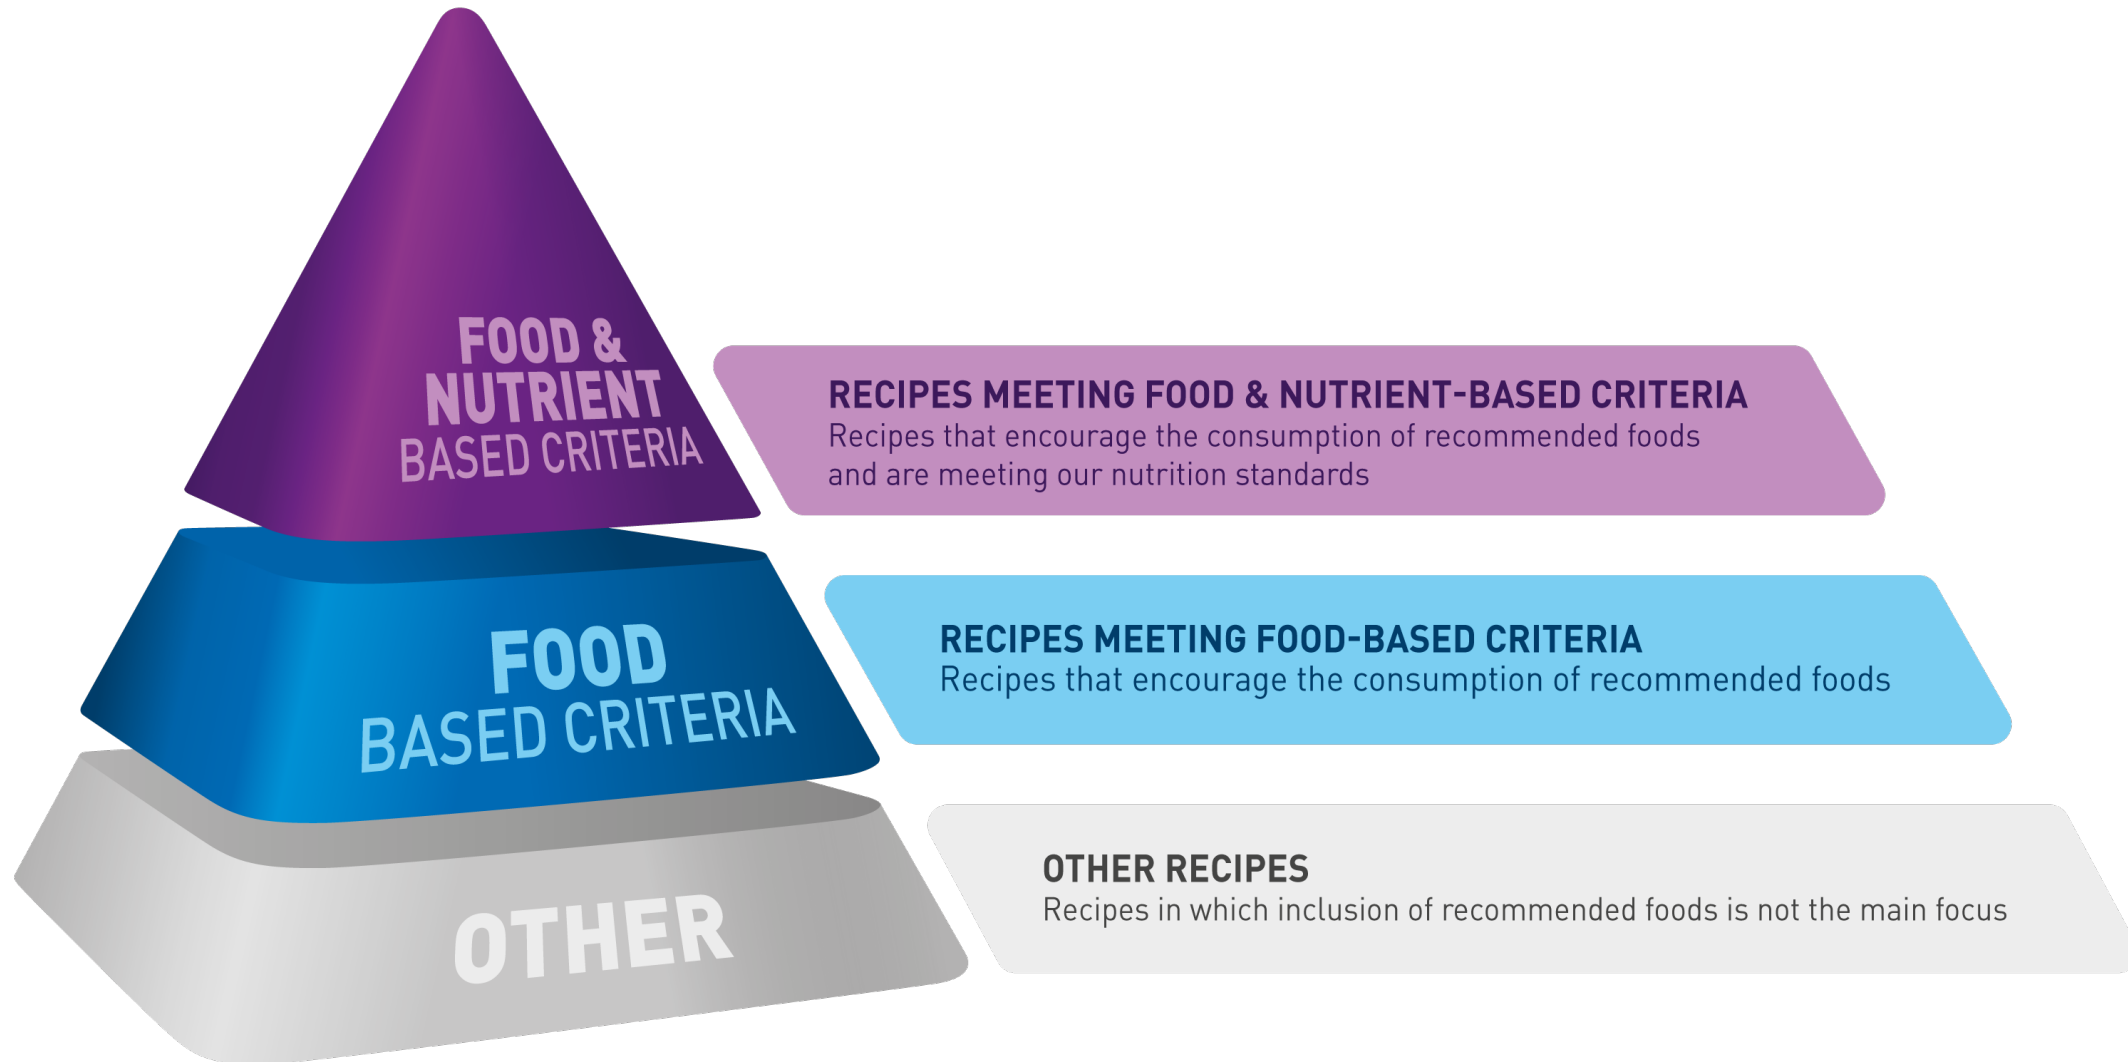 FOOD &
NUTRIENT
BASED CRITERIA
RECIPES MEETING FOOD & NUTRIENT-BASED CRITERIA
Recipes that encourage the consumption of recommended foods
and are meeting our nutrition standards
FOOD
BASED CRITERIA
RECIPES MEETING FOOD-BASED CRITERIA
Recipes that encourage the consumption of recommended foods
OTHER
OTHER RECIPES
Recipes in which inclusion of recommended foods is not the main focus